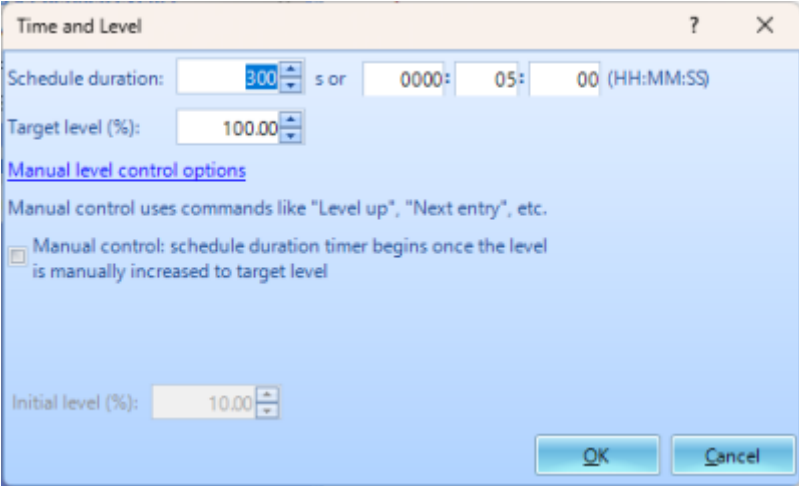 Time and Level ? ×
Schedule duration: 300 s or 0000: 05: 00 (HH:MM:SS)
Target level (%): 100.00
Manual level control options
Manual control uses commands like "Level up", "Next entry", etc.
Manual control: schedule duration timer begins once the level
is manually increased to target level
Initial level (%): 10.00
OK Cancel